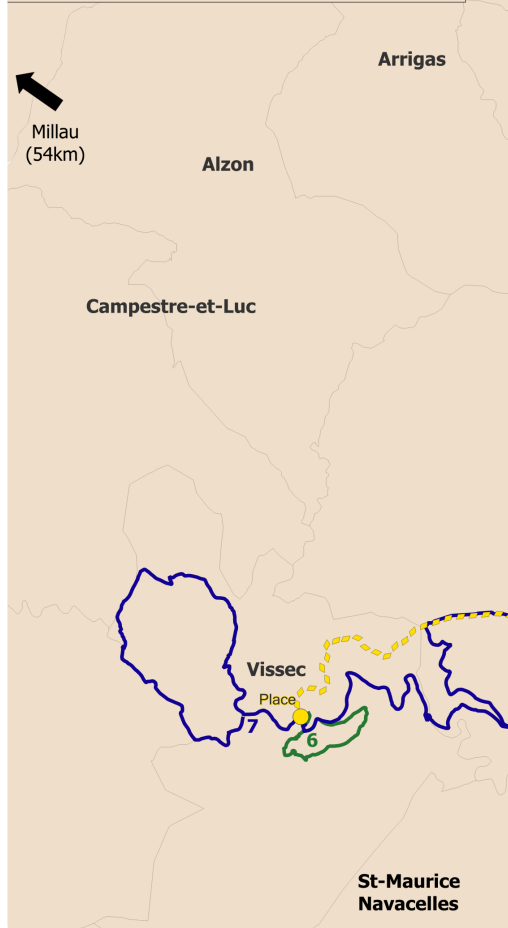 Arrigas
Millau
(54km)
Alzon
Campestre-et-Luc
Vissec
Place
7
6
St-Maurice
Navacelles